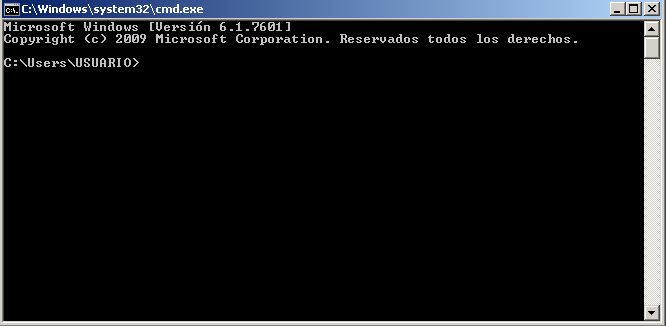 C:\Windows\system32\cmd.exe
Microsoft Windows [Versión 6.1.7601]
Copyright (c) 2009 Microsoft Corporation. Reservados todos los derechos.
C:\Users\USUARIO>